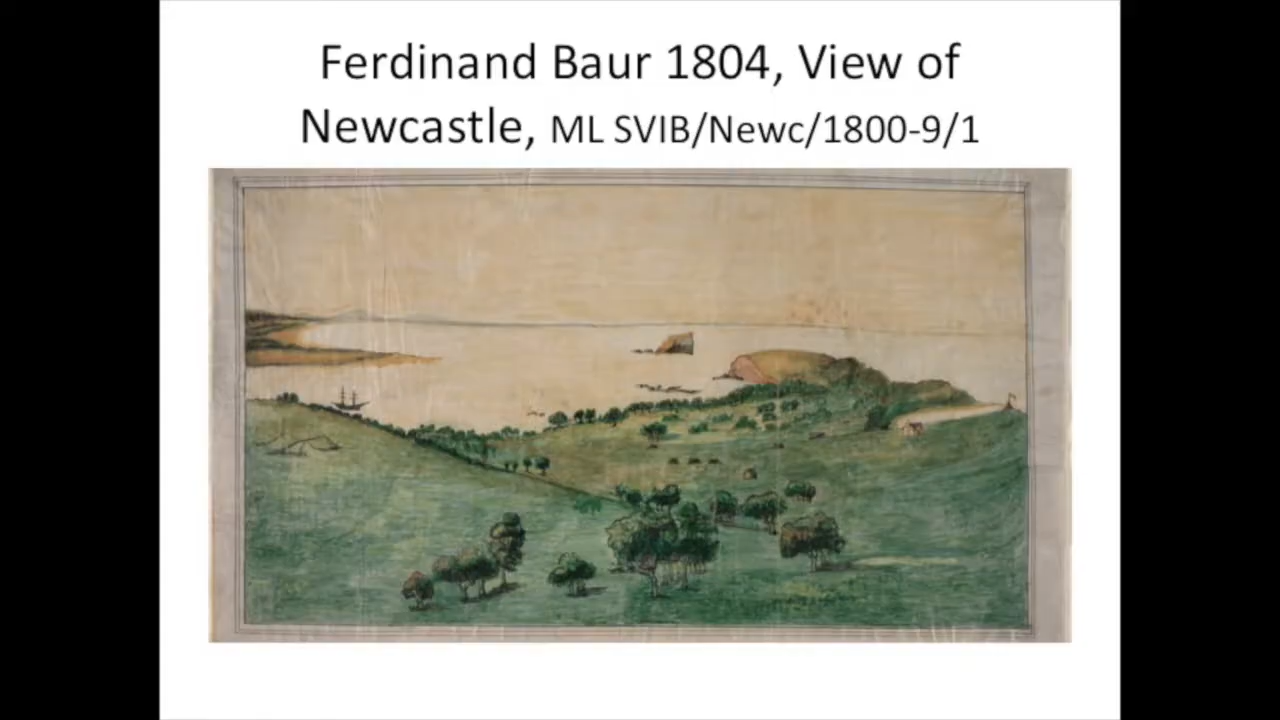 Ferdinand Baur 1804, View of
Newcastle, ML SVIB/Newc/1800-9/1